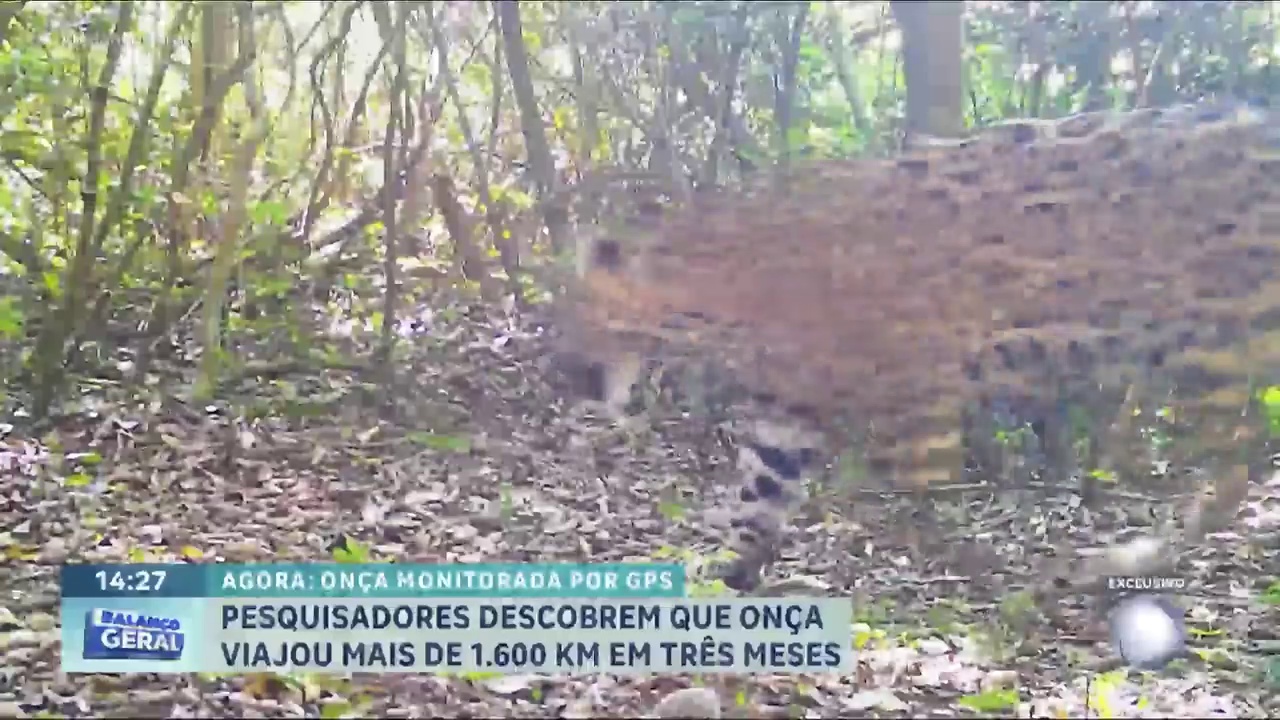 14:27
AGORA: ONÇA MONITORADA POR GPS
BALANÇO
GERAL
PESQUISADORES DESCOBREM QUE ONÇA
VIAJOU MAIS DE 1.600 KM EM TRÊS MESES
EXCLUSIVO